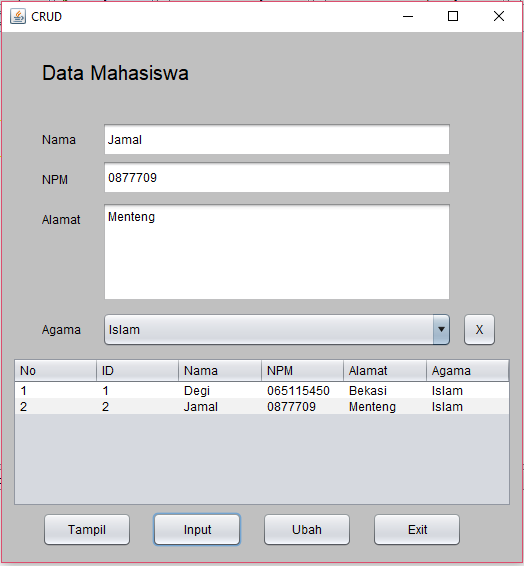 CRUD
Data Mahasiswa
Nama Jamal
NPM 0877709
Alamat Menteng
Agama Islam X
No ID Nama NPM Alamat Agama
1 1 Degi 065115450 Bekasi Islam
2 2 Jamal 0877709 Menteng Islam
Tampil Input Ubah Exit